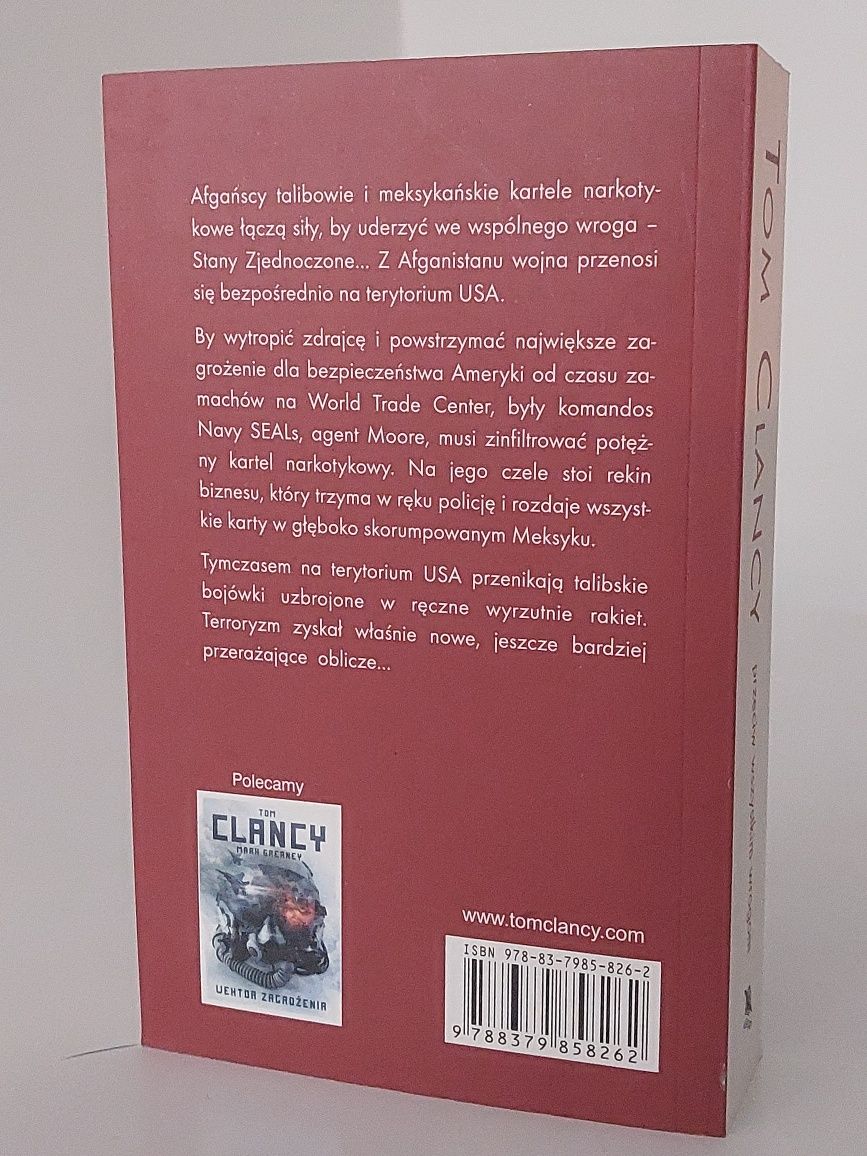 Afgańscy talibowie i meksykańskie kartele narkoty-
kowe łączą siły, by uderzyć we wspólnego wroga –
Stany Zjednoczone... Z Afganistanu wojna przenosi
się bezpośrednio na terytorium USA.
By wytropić zdrajcę i powstrzymać największe za-
grożenie dla bezpieczeństwa Ameryki od czasu za-
machów na World Trade Center, były komandos
Navy SEALs, agent Moore, musi zinfiltrować potęż-
ny kartel narkotykowy. Na jego czele stoi rekin
biznesu, który trzyma w ręku policję i rozdaje wszyst-
kie karty w głęboko skorumpowanym Meksyku.
Tymczasem na terytorium USA przenikają talibskie
bojówki uzbrojone w ręczne wyrzutnie rakiet.
Terroryzm zyskał właśnie nowe, jeszcze bardziej
przerażające oblicze...
Polecamy
TOM
CLANCY
MARK GREANEY
WEKTOR ZAGROŻENIA
www.tomclancy.com
ISBN 978-83-7985-826-2
9 788379 858262
TOM CLANCY przeciw wszystkim wrogom